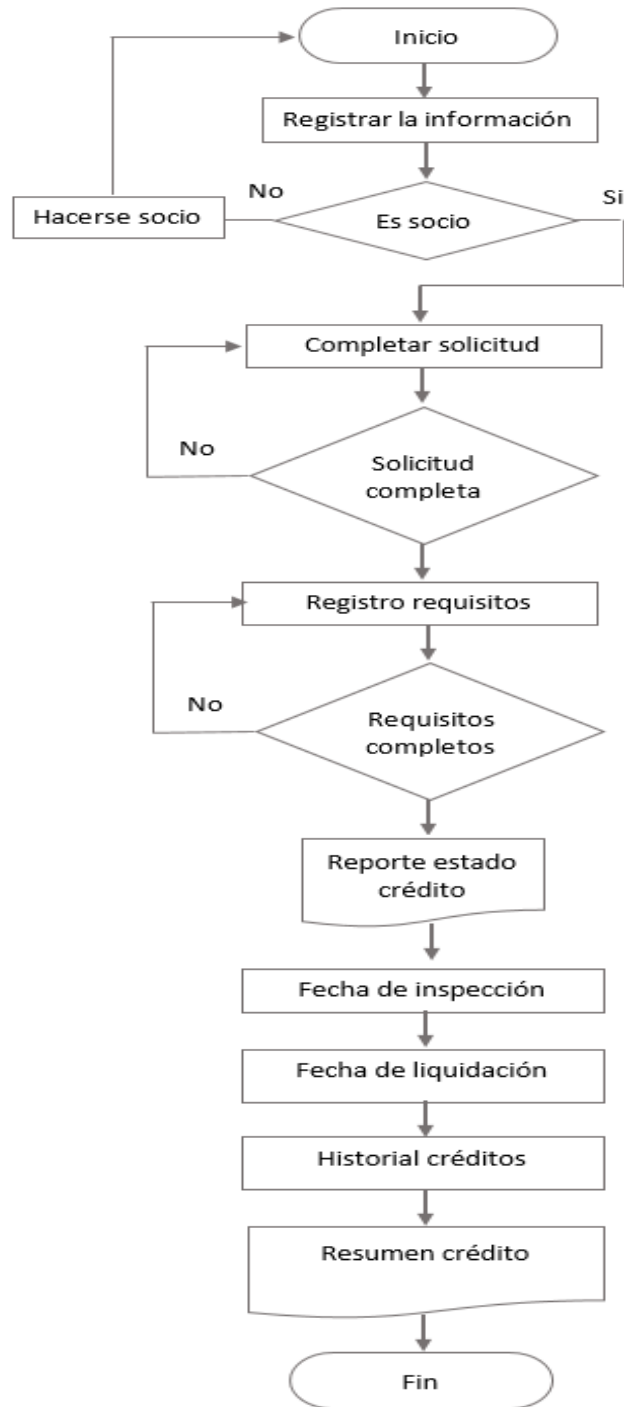 Inicio
Registrar la información
No
Si
Hacerse socio
Es socio
Completar solicitud
No
Solicitud
completa
Registro requisitos
No
Requisitos
completos
Reporte estado
crédito
Fecha de inspección
Fecha de liquidación
Historial créditos
Resumen crédito
Fin